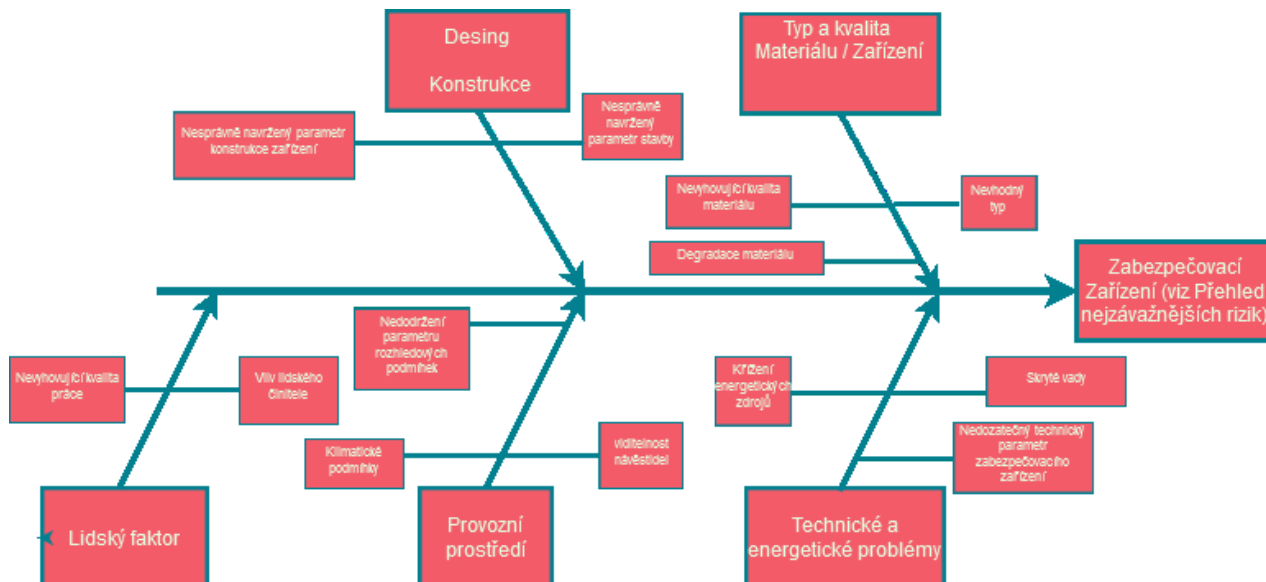 Desing
Konstrukce
Typ a kvalita
Materiálu / Zařízení
Nesprávně navržený parametr
konstrukce zařízení
Nesprávně
navržený
parametr stavby
Nevyhovující kvalita
materiálu
Nevhodný
typ
Degradace materiálu
Zabezpečovací
Zařízení (viz Přehled
nejzávažnějších rizik)
Nedodržení
parametru
rozhledových
podmínek
Nevyhovující kvalita
práce
Vliv lidského
činitele
Křížení
energetických
zdrojů
Skryté vady
Klimatické
podmínky
viditelnost
návěstidel
Nedozatečný technický
parametr
zabezpečovacího
zařízení
Lidský faktor
Provozní
prostředí
Technické a
energetické problémy